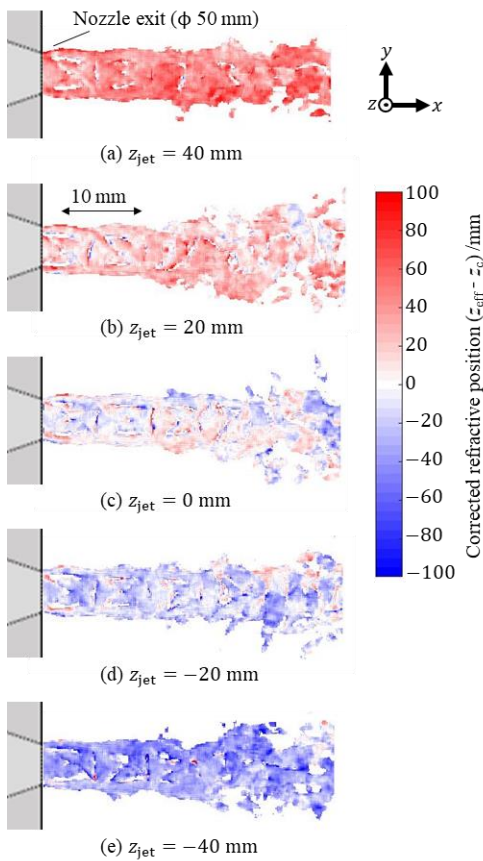 Nozzle exit (ϕ 50 mm)
y
z
x
(a) z_jet = 40 mm
10 mm
(b) z_jet = 20 mm
(c) z_jet = 0 mm
(d) z_jet = −20 mm
(e) z_jet = −40 mm
100
80
60
40
20
0
−20
−40
−60
−80
−100
Corrected refractive position (z_eff - z_c) /mm